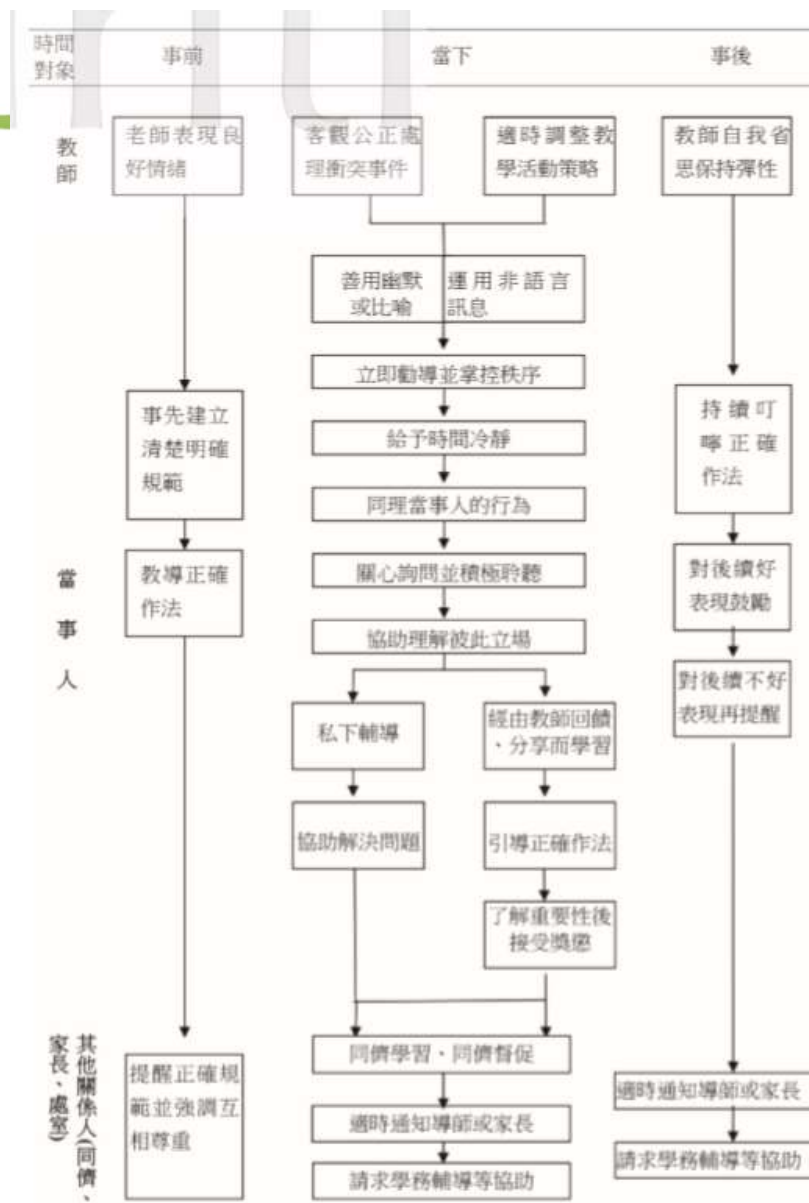 時間
對象
事前
當下
事後
教
師
老師表現良
好情緒
客觀公正處
理衝突事件
適時調整教
學活動策略
教師自我省
思保持彈性
善用幽默
或比喻
運用非語言
訊息
立即勸導並掌控秩序
給予時間冷靜
同理當事人的行為
關心詢問並積極聆聽
協助理解彼此立場
事先建立
清楚明確
規範
教導正確
作法
持續叮
嚀正確
作法
對後續好
表現鼓勵
對後續不好
表現再提醒
當
事
人
私下輔導
經由教師回饋
、分享而學習
協助解決問題
引導正確作法
了解重要性後
接受獎懲
其他關係人(同儕、
家長、處室)
提醒正確規
範並強調互
相尊重
同儕學習、同儕督促
適時通知導師或家長
請求學務輔導等協助
適時通知導師或家長
請求學務輔導等協助